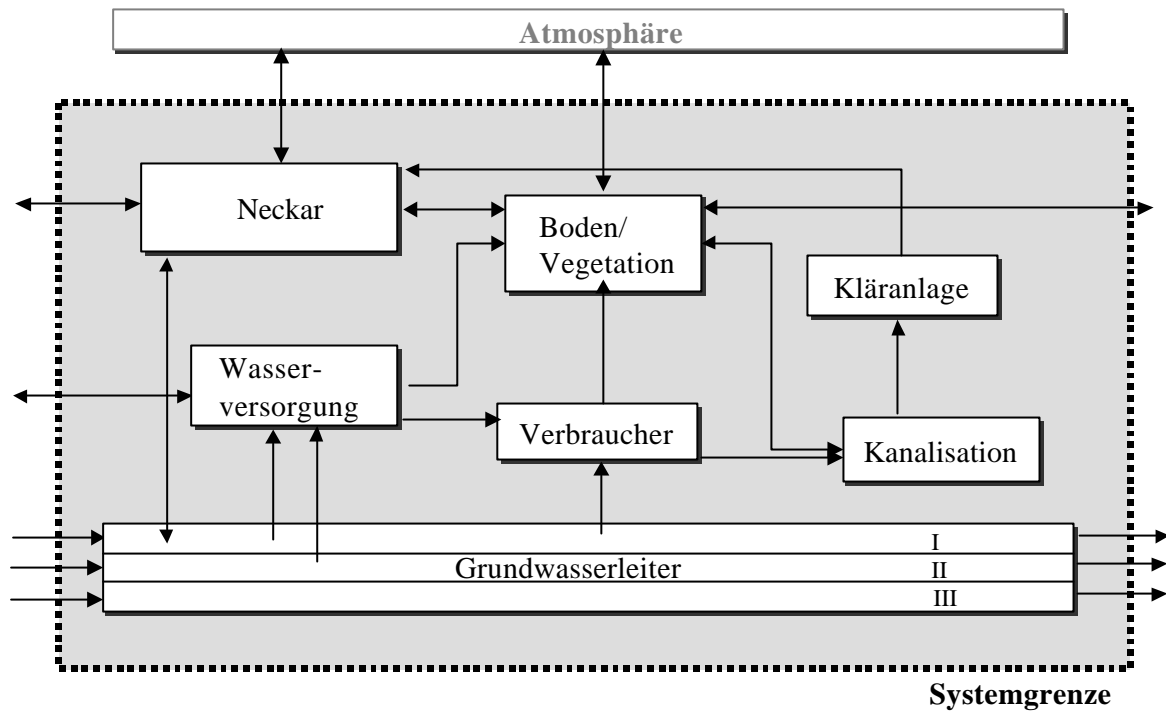 Atmosphäre
Neckar
Boden/
Vegetation
Kläranlage
Wasser-
versorgung
Verbraucher
Kanalisation
I
Grundwasserleiter II
III
Systemgrenze